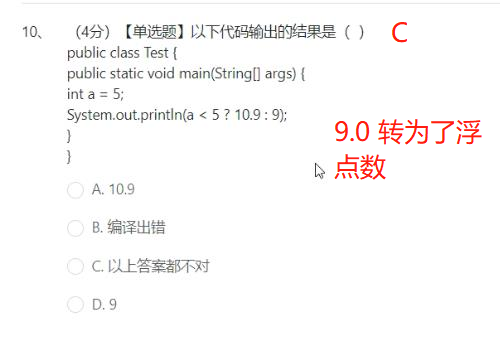 10、 （4分）【单选题】以下代码输出的结果是（ ） C
public class Test {
public static void main(String[] args) {
int a = 5;
System.out.println(a < 5 ? 10.9 : 9);
}
}
9.0 转为了浮
点数
A. 10.9
B. 编译出错
C. 以上答案都不对
D. 9